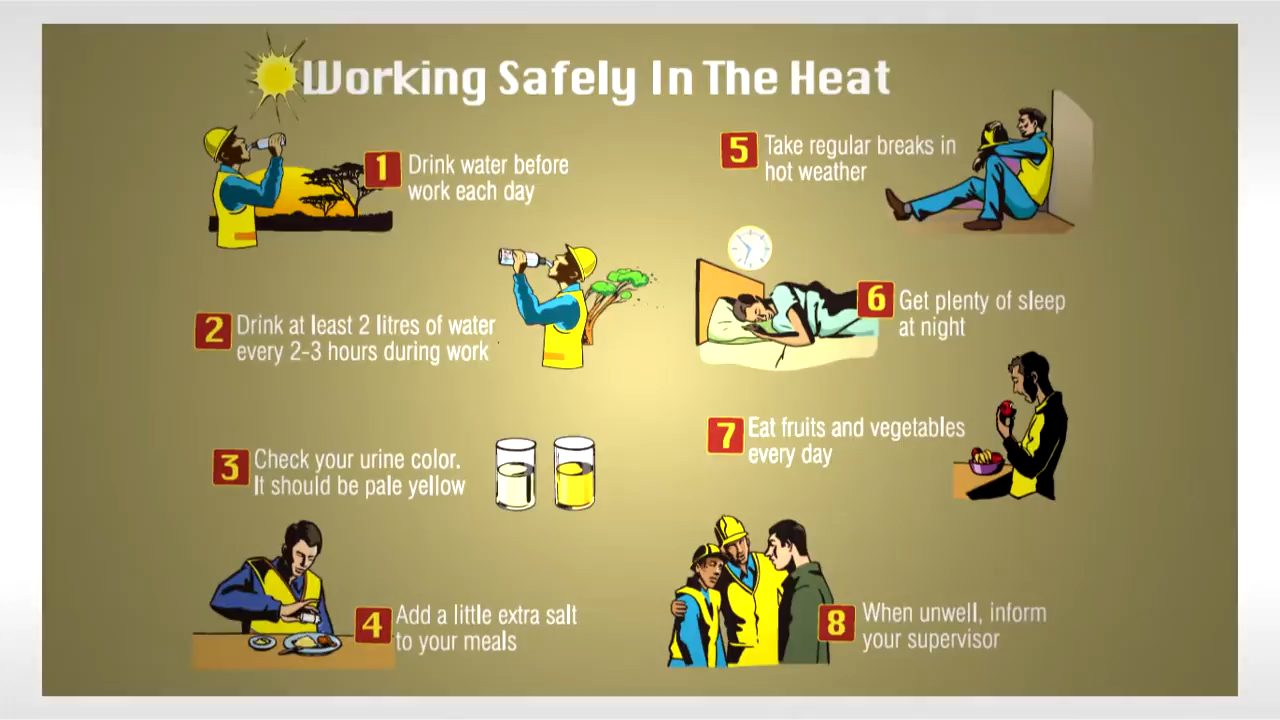 Working Safely In The Heat
1 Drink water before
work each day
2 Drink at least 2 litres of water
every 2-3 hours during work
3 Check your urine color.
It should be pale yellow
4 Add a little extra salt
to your meals
5 Take regular breaks in
hot weather
6 Get plenty of sleep
at night
7 Eat fruits and vegetables
every day
8 When unwell, inform
your supervisor